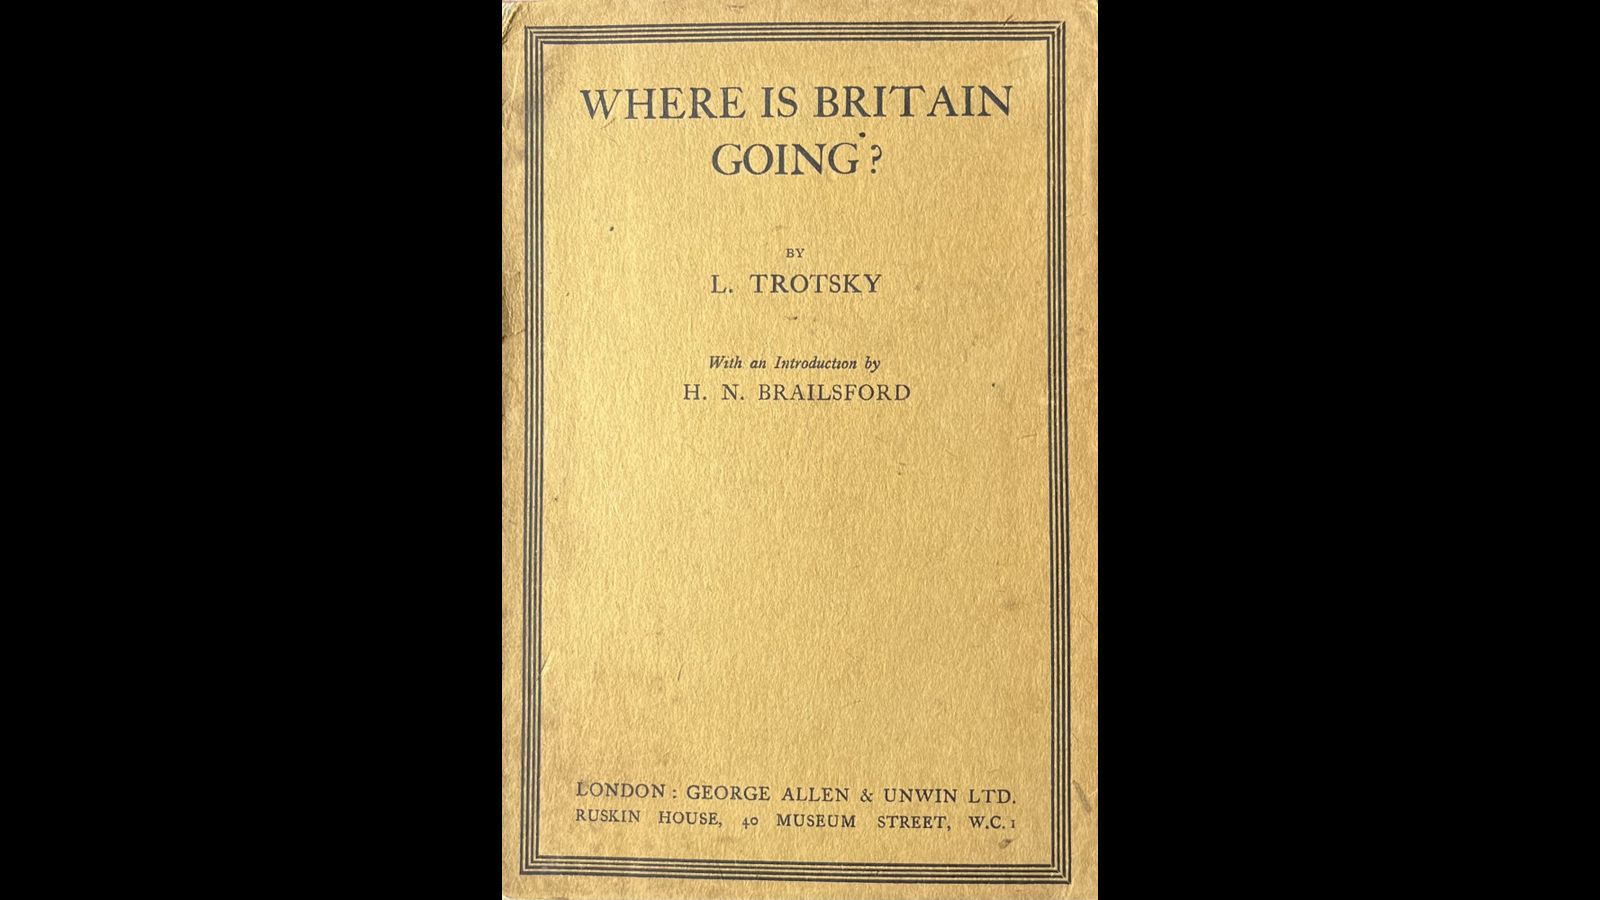 WHERE IS BRITAIN
GOING ?
BY
L. TROTSKY
With an Introduction by
H. N. BRAILSFORD
LONDON : GEORGE ALLEN & UNWIN LTD.
RUSKIN HOUSE, 40 MUSEUM STREET, W.C. 1